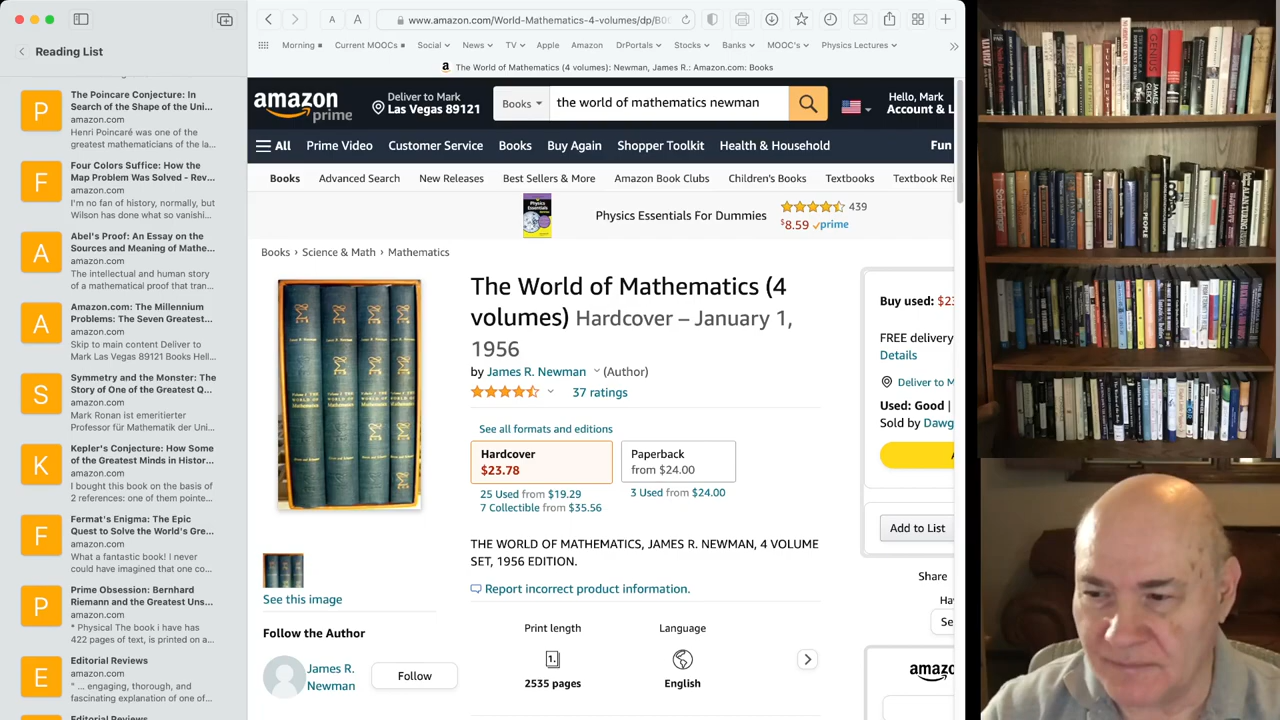 Reading List
P
The Poincare Conjecture: In
Search of the Shape of the Uni...
amazon.com
Henri Poincaré was one of the
greatest mathematicians of the la...
F
Four Colors Suffice: How the
Map Problem Was Solved - Rev...
amazon.com
I'm no fan of history, normally, but
Wilson has done what so vanishi...
A
Abel's Proof: An Essay on the
Sources and Meaning of Mathe...
amazon.com
The intellectual and human story
of a mathematical proof that tran...
A
Amazon.com: The Millennium
Problems: The Seven Greatest...
amazon.com
Skip to main content Deliver to
Mark Las Vegas 89121 Books Hell...
S
Symmetry and the Monster: The
Story of One of the Greatest Q...
amazon.com
Mark Ronan ist emeritierter
Professor für Mathematik der Uni...
K
Kepler's Conjecture: How Some
of the Greatest Minds in Histor...
amazon.com
I bought this book on the basis of
2 references: one of them pointe...
F
Fermat's Enigma: The Epic
Quest to Solve the World's Gre...
amazon.com
What a fantastic book! I never
could have imagined that one co...
P
Prime Obsession: Bernhard
Riemann and the Greatest Uns...
amazon.com
* Physical The book i have has
422 pages of text, is printed on a...
E
Editorial Reviews
amazon.com
" ... engaging, thorough, and
fascinating explanation of one of...
Editorial Reviews
A A www.amazon.com/World-Mathematics-4-volumes/dp/B0
Morning Current MOOCs Social News TV Apple Amazon DrPortals Stocks Banks MOOC's Physics Lectures
The World of Mathematics (4 volumes): Newman, James R.: Amazon.com: Books
amazon prime
Deliver to Mark
Las Vegas 89121
Books
the world of mathematics newman
Hello, Mark
Account & L
All Prime Video Customer Service Books Buy Again Shopper Toolkit Health & Household Fun
Books Advanced Search New Releases Best Sellers & More Amazon Book Clubs Children's Books Textbooks Textbook Re
Physics Essentials For Dummies
439
$8.59 prime
Books › Science & Math › Mathematics
The World of Mathematics (4
volumes) Hardcover – January 1,
1956
by James R. Newman (Author)
37 ratings
See all formats and editions
Hardcover
$23.78
Paperback
from $24.00
25 Used from $19.29
7 Collectible from $35.56
3 Used from $24.00
THE WORLD OF MATHEMATICS, JAMES R. NEWMAN, 4 VOLUME
SET, 1956 EDITION.
Report incorrect product information.
Print length
2535 pages
Language
English
See this image
Follow the Author
James R.
Newman
Follow
Buy used: $23
FREE delivery
Details
Deliver to M
Used: Good |
Sold by Dawg
Add to List
Share
Ha
Se
amaz
GENIUS
PEOPLE